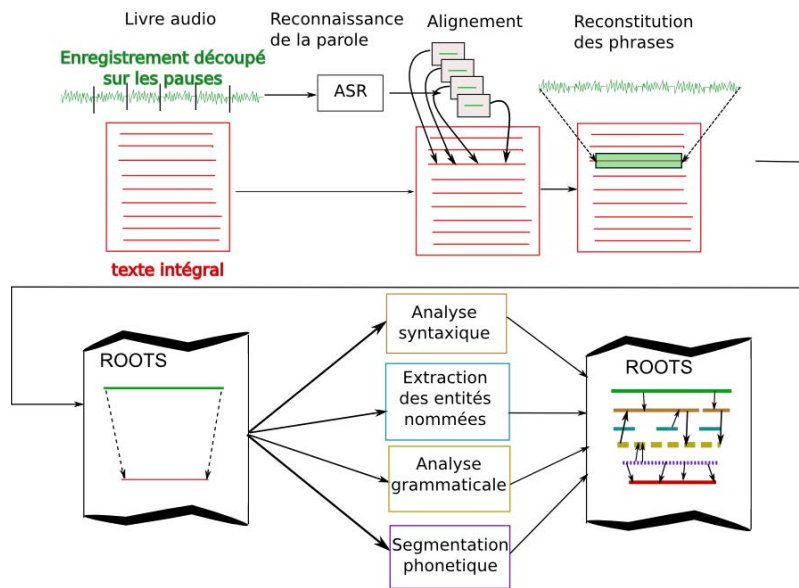 Livre audio
Reconnaissance
de la parole
Alignement
Reconstitution
des phrases
Enregistrement découpé
sur les pauses
ASR
texte intégral
ROOTS
Analyse
syntaxique
Extraction
des entités
nommées
Analyse
grammaticale
Segmentation
phonetique
ROOTS